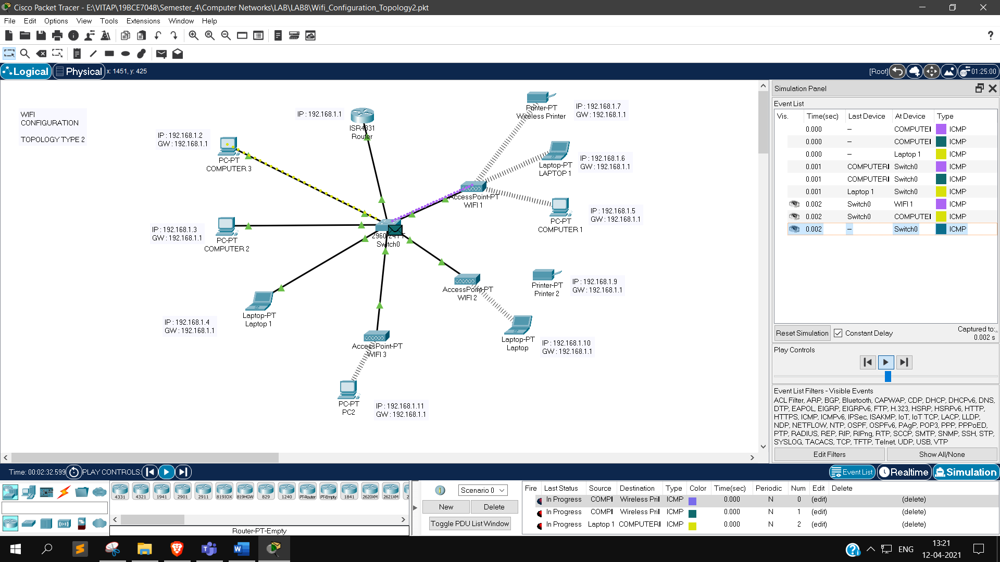 Cisco Packet Tracer - E:\VITAP\19BCE7048\Semester_4\Computer Networks\LAB\LAB8\Wifi_Configuration_Topology2.pkt
File Edit Options View Tools Extensions Window Help
?
Logical Physical x: 1451, y: 425 [Root] 01:25:00
WIFI
CONFIGURATION
TOPOLOGY TYPE 2
IP : 192.168.1.1
ISR4331
Router
IP : 192.168.1.2
GW : 192.168.1.1
PC-PT
COMPUTER 3
Printer-PT
Wireless Printer
IP : 192.168.1.7
GW : 192.168.1.1
Laptop-PT
LAPTOP 1
IP : 192.168.1.6
GW : 192.168.1.1
AccessPoint-PT
WIFI 1
PC-PT
COMPUTER 1
IP : 192.168.1.5
GW : 192.168.1.1
IP : 192.168.1.3
GW : 192.168.1.1
PC-PT
COMPUTER 2
2960-24TT
Switch0
AccessPoint-PT
WIFI 2
Printer-PT
Printer 2
IP : 192.168.1.9
GW : 192.168.1.1
Laptop-PT
Laptop 1
IP : 192.168.1.4
GW : 192.168.1.1
AccessPoint-PT
WIFI 3
Laptop-PT
Laptop
IP : 192.168.1.10
GW : 192.168.1.1
PC-PT
PC2
IP : 192.168.1.11
GW : 192.168.1.1
Simulation Panel
Event List
Vis. Time(sec) Last Device At Device Type
0.000 -- COMPUTEI ICMP
0.000 -- COMPUTEI ICMP
0.000 -- Laptop 1 ICMP
0.001 COMPUTERI Switch0 ICMP
0.001 COMPUTERI Switch0 ICMP
0.001 Laptop 1 Switch0 ICMP
0.002 Switch0 WIFI 1 ICMP
0.002 Switch0 COMPUTEI ICMP
0.002 -- Switch0 ICMP
Reset Simulation Constant Delay Captured to:
0.002 s
Play Controls
Event List Filters - Visible Events
ACL Filter, ARP, BGP, Bluetooth, CAPWAP, CDP, DHCP, DHCPv6, DNS,
DTP, EAPOL, EIGRP, EIGRPv6, FTP, H.323, HSRP, HSRPv6, HTTP,
HTTPS, ICMP, ICMPv6, IPSec, ISAKMP, IoT, IoT TCP, LACP, LLDP,
NDP, NETFLOW, NTP, OSPF, OSPFv6, PAgP, POP3, PPP, PPPoED,
PTP, RADIUS, REP, RIP, RIPng, RTP, SCCP, SMTP, SNMP, SSH, STP,
SYSLOG, TACACS, TCP, TFTP, Telnet, UDP, USB, VTP
Edit Filters Show All/None
Time: 00:02:32.599 PLAY CONTROLS: Event List Realtime Simulation
4331 4321 1941 2901 2911 819IOX 819HGW 829 1240 PT-Router PT-Empty 1841 2620XM 2621XM 2
Router-PT-Empty
Scenario 0
New Delete
Toggle PDU List Window
Fire Last Status Source Destination Type Color Time(sec) Periodic Num Edit Delete
In Progress COMPI Wireless Pril ICMP 0.000 N 0 (edit) (delete)
In Progress COMPI Wireless Pril ICMP 0.000 N 1 (edit) (delete)
In Progress Laptop 1 COMPUTERI ICMP 0.000 N 2 (edit) (delete)
ENG 13:21
12-04-2021